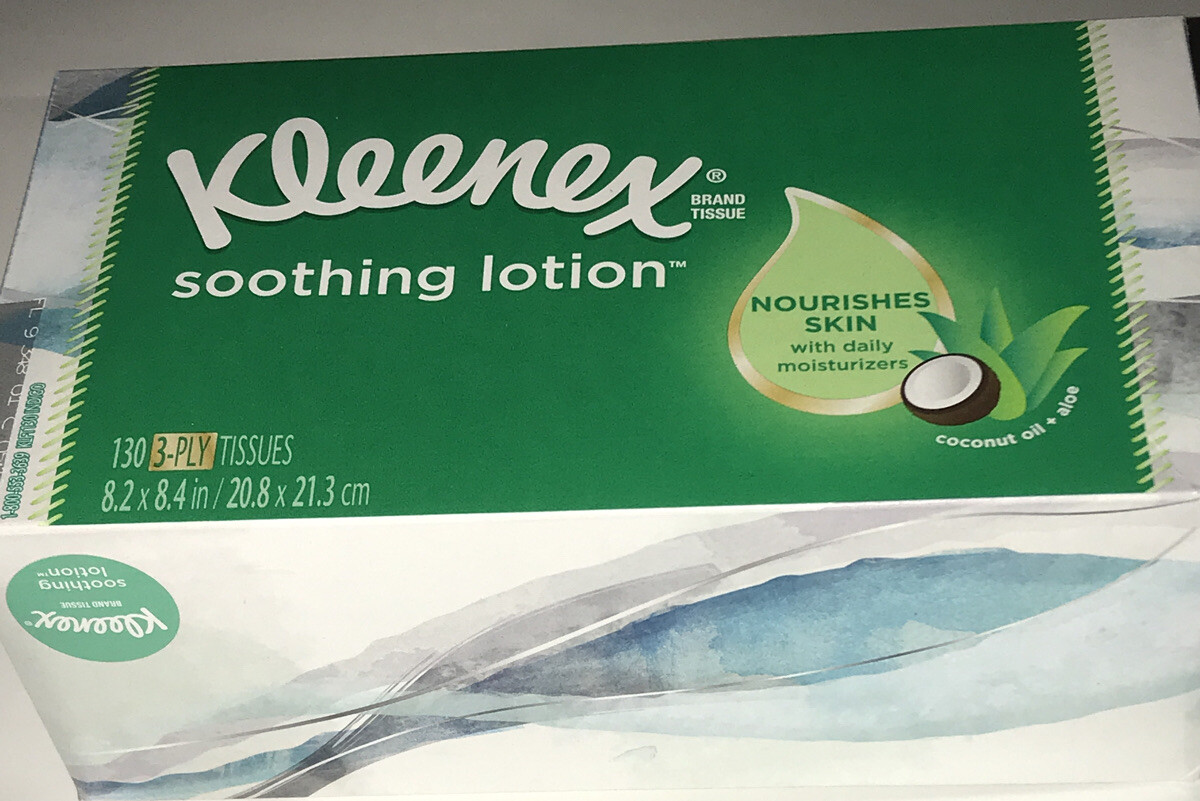 Kleenex®
BRAND
TISSUE
soothing lotion™
NOURISHES
SKIN
with daily
moisturizers
coconut oil + aloe
130 3-PLY TISSUES
8.2 x 8.4 in / 20.8 x 21.3 cm
Kleenex®
BRAND TISSUE
soothing
lotion™